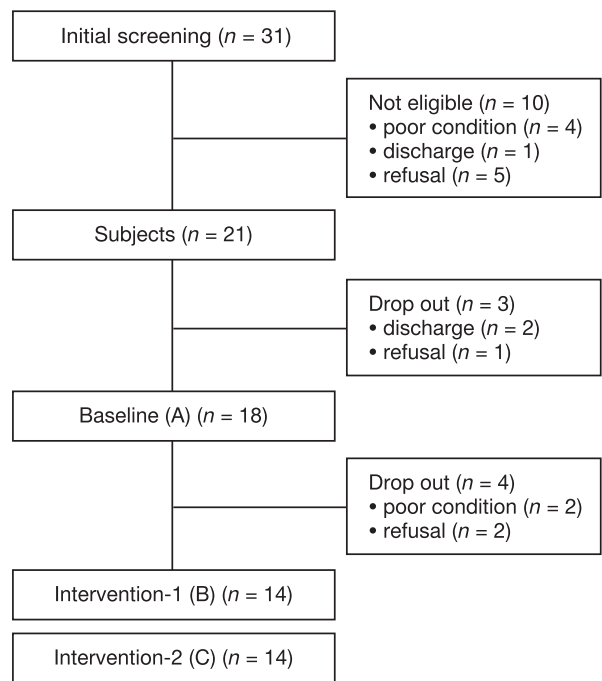 Initial screening (n = 31)
Not eligible (n = 10)
• poor condition (n = 4)
• discharge (n = 1)
• refusal (n = 5)
Subjects (n = 21)
Drop out (n = 3)
• discharge (n = 2)
• refusal (n = 1)
Baseline (A) (n = 18)
Drop out (n = 4)
• poor condition (n = 2)
• refusal (n = 2)
Intervention-1 (B) (n = 14)
Intervention-2 (C) (n = 14)